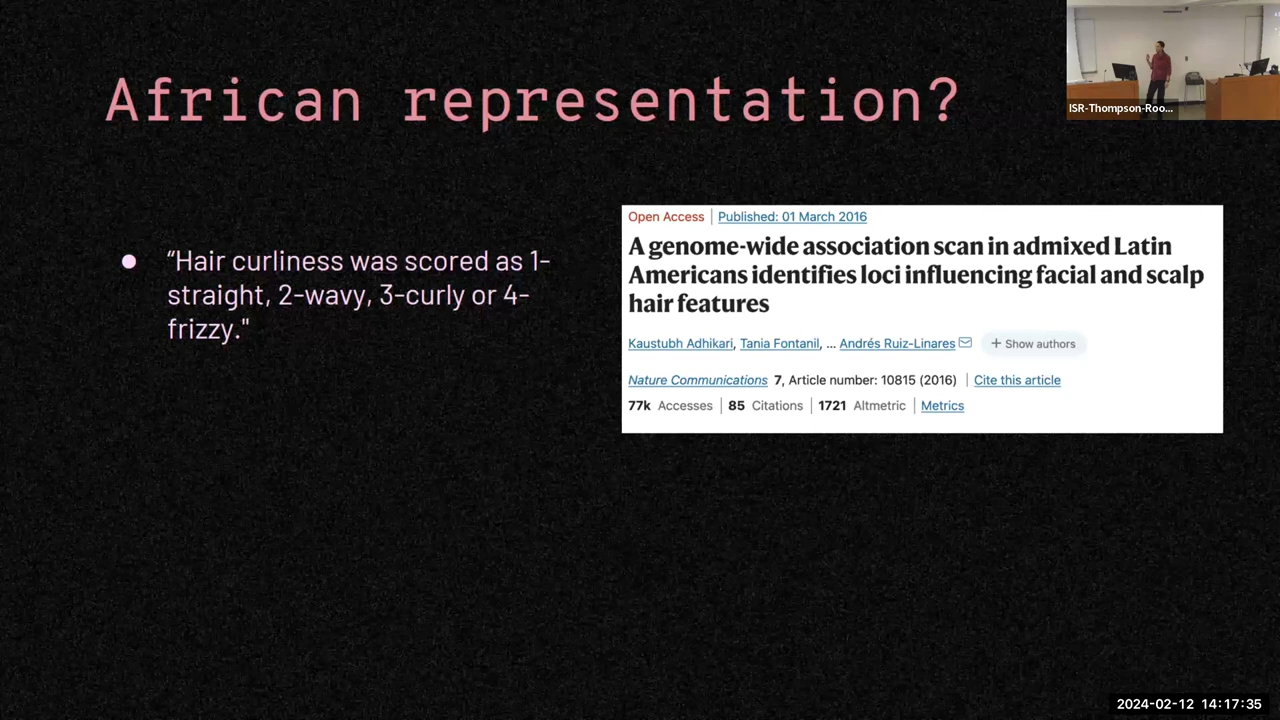 African representation?
ISR-Thompson-Roo...
● “Hair curliness was scored as 1-
straight, 2-wavy, 3-curly or 4-
frizzy."
Open Access | Published: 01 March 2016
A genome-wide association scan in admixed Latin
Americans identifies loci influencing facial and scalp
hair features
Kaustubh Adhikari, Tania Fontanil, ... Andrés Ruiz-Linares + Show authors
Nature Communications 7, Article number: 10815 (2016) | Cite this article
77k Accesses | 85 Citations | 1721 Altmetric | Metrics
2024-02-12 14:17:35